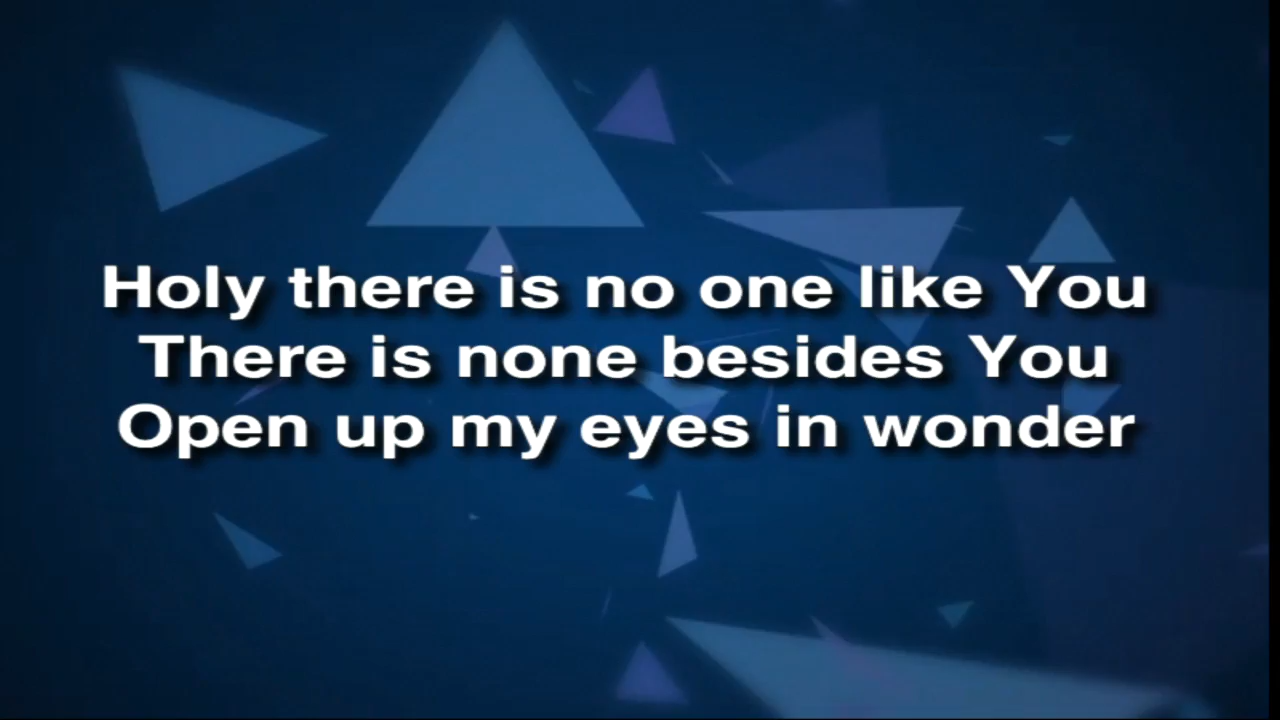 Holy there is no one like You
There is none besides You
Open up my eyes in wonder